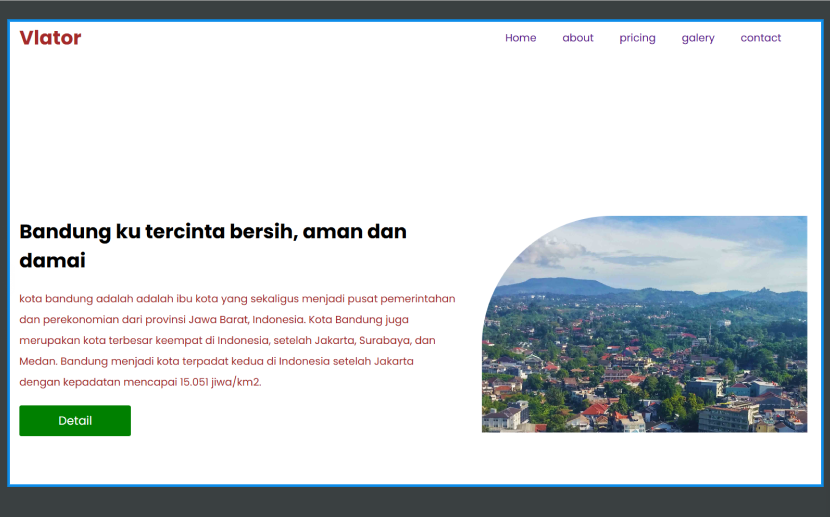 Vlator
Home about pricing galery contact
Bandung ku tercinta bersih, aman dan
damai
kota bandung adalah adalah ibu kota yang sekaligus menjadi pusat pemerintahan
dan perekonomian dari provinsi Jawa Barat, Indonesia. Kota Bandung juga
merupakan kota terbesar keempat di Indonesia, setelah Jakarta, Surabaya, dan
Medan. Bandung menjadi kota terpadat kedua di Indonesia setelah Jakarta
dengan kepadatan mencapai 15.051 jiwa/km2.
Detail